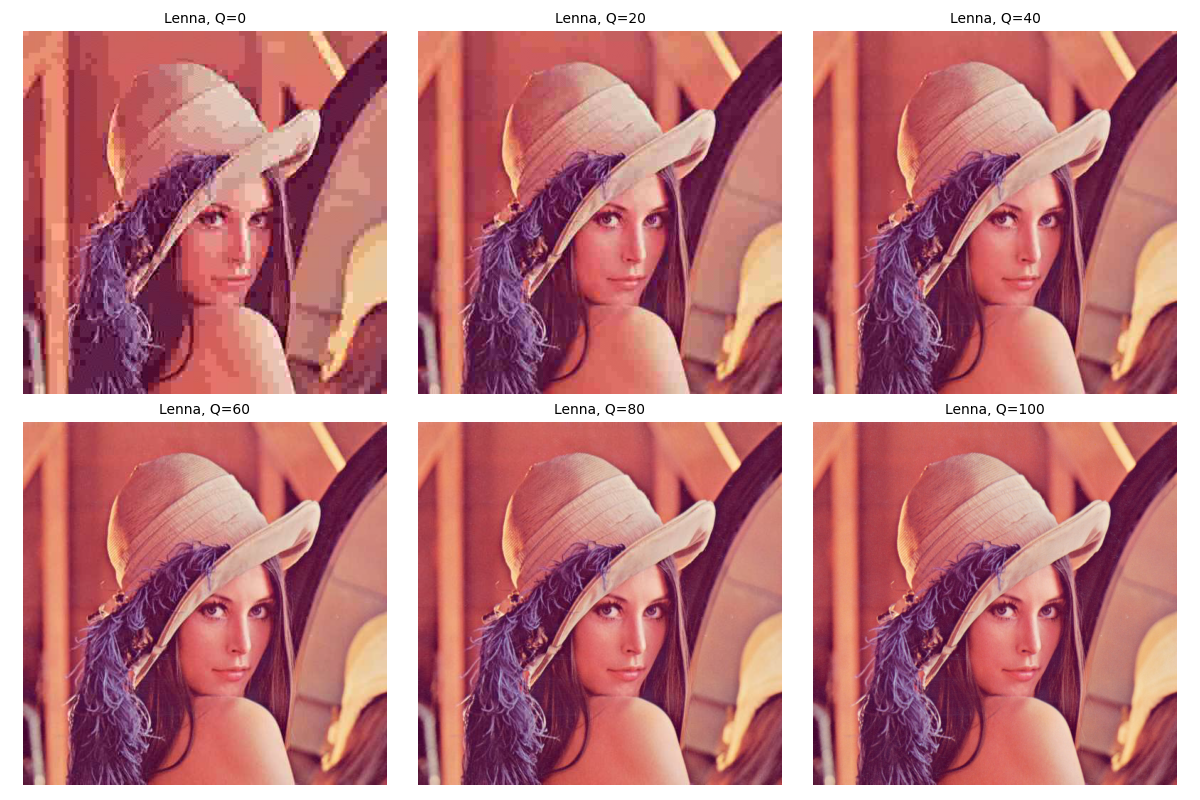 Lenna, Q=0
Lenna, Q=20
Lenna, Q=40
Lenna, Q=60
Lenna, Q=80
Lenna, Q=100